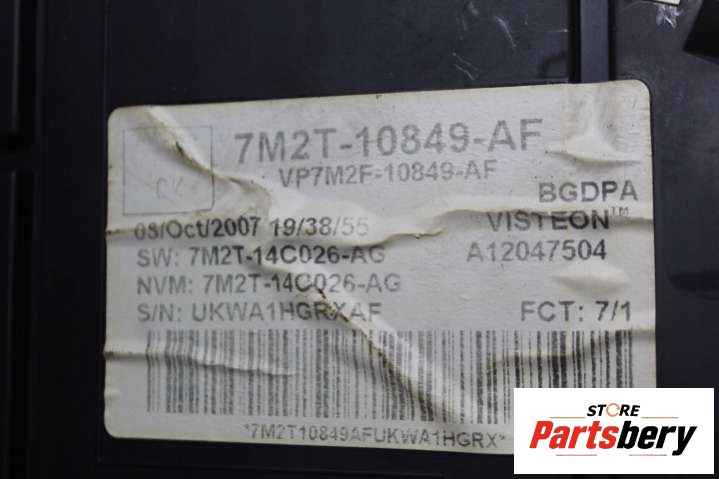 7M2T-10849-AF
VP7M2F-10849-AF
BGDPA
08/Oct/2007 19/38/55
VISTEON™
SW: 7M2T-14C026-AG
A12047504
NVM: 7M2T-14C026-AG
S/N: UKWA1HGRXAF
FCT: 7/1
*7M2T10849AFUKWA1HGRX*
STORE
Partsbery